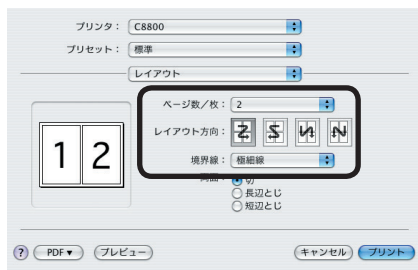 プリンタ： C8800
プリセット： 標準
レイアウト
ページ数／枚： 2
レイアウト方向：
境界線： 極細線
1 2
両面： 切
長辺とじ
短辺とじ
? PDF▼ プレビュー キャンセル プリント